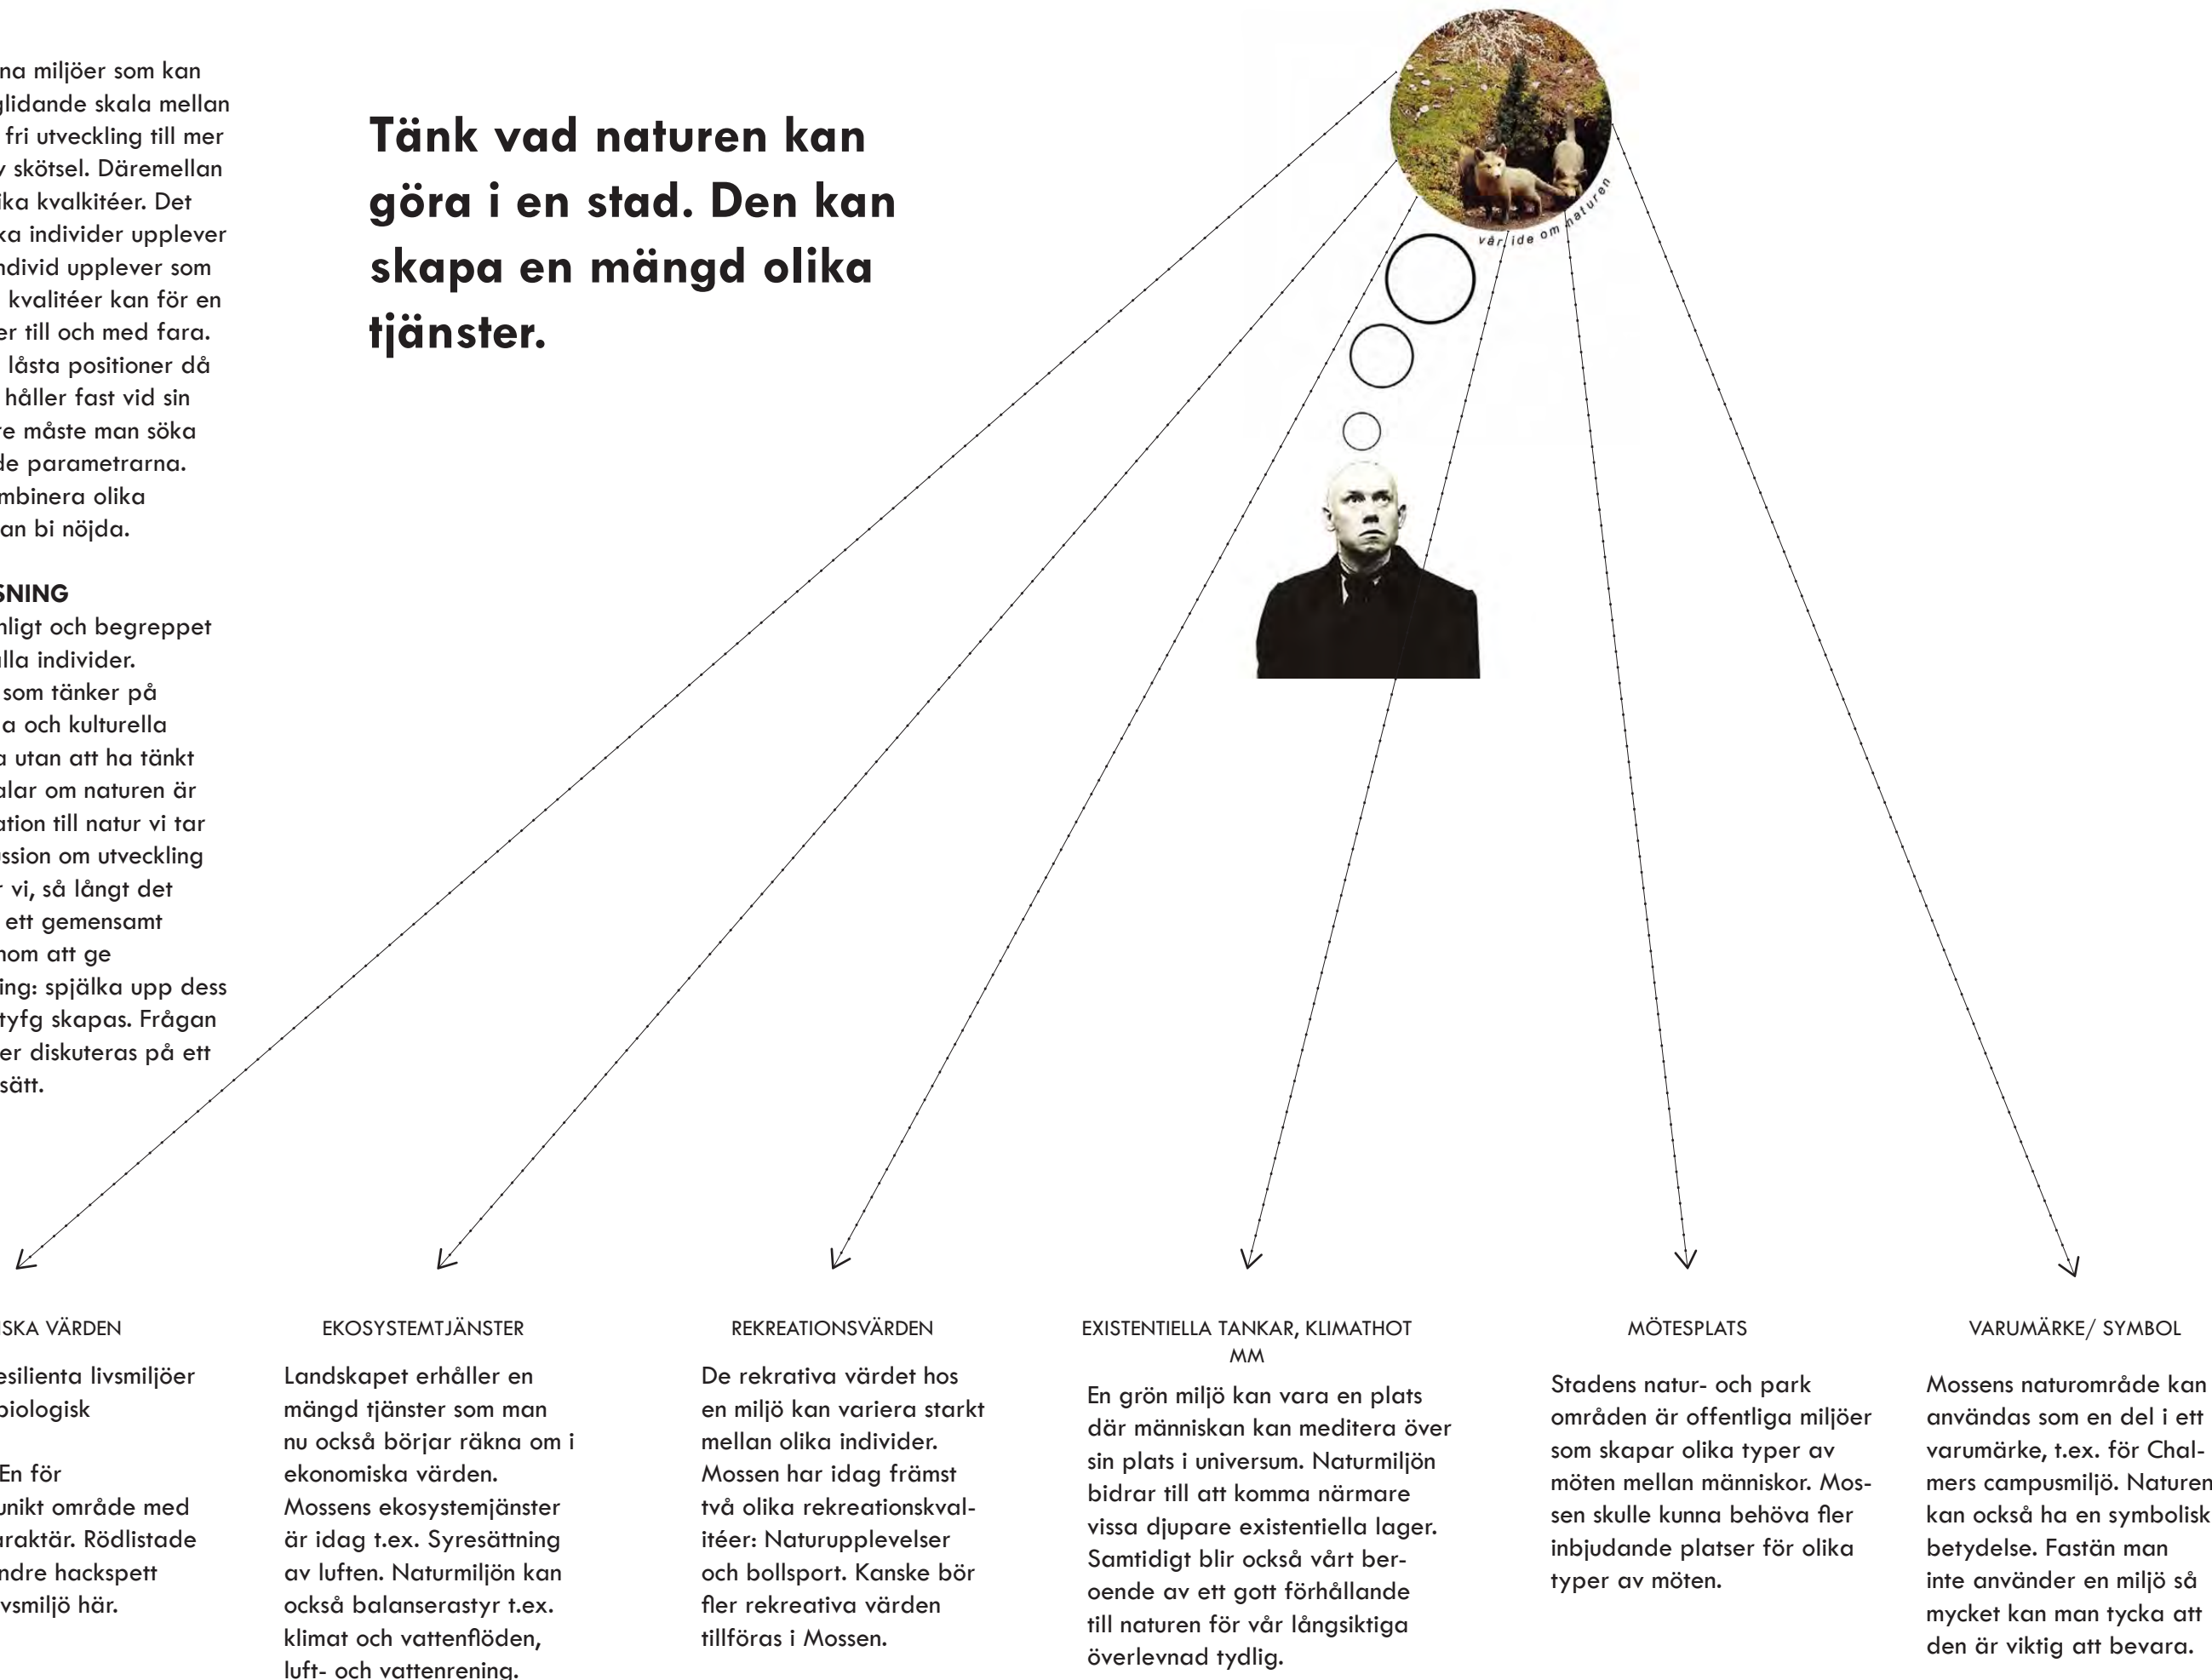 na miljöer som kan
glidande skala mellan
fri utveckling till mer
v skötsel. Däremellan
ika kvalkitéer. Det
ka individer upplever
ndivid upplever som
kvalitéer kan för en
er till och med fara.
låsta positioner då
håller fast vid sin
re måste man söka
de parametrarna.
mbinera olika
an bi nöjda.
SNING
nligt och begreppet
alla individer.
som tänker på
a och kulturella
a utan att ha tänkt
alar om naturen är
ation till natur vi tar
ussion om utveckling
r vi, så långt det
ett gemensamt
nom att ge
ing: spjälka upp dess
tyfg skapas. Frågan
er diskuteras på ett
sätt.
Tänk vad naturen kan
göra i en stad. Den kan
skapa en mängd olika
tjänster.
vår ide om naturen
ISKA VÄRDEN
esilienta livsmiljöer
biologisk
En för
unikt område med
araktär. Rödlistade
ndre hackspett
vsmiljö här.
EKOSYSTEMTJÄNSTER
Landskapet erhåller en
mängd tjänster som man
nu också börjar räkna om i
ekonomiska värden.
Mossens ekosystemjänster
är idag t.ex. Syresättning
av luften. Naturmiljön kan
också balanserastyr t.ex.
klimat och vattenflöden,
luft- och vattenrening.
REKREATIONSVÄRDEN
De rekrativa värdet hos
en miljö kan variera starkt
mellan olika individer.
Mossen har idag främst
två olika rekreationskval-
itéer: Naturupplevelser
och bollsport. Kanske bör
fler rekreativa värden
tillföras i Mossen.
EXISTENTIELLA TANKAR, KLIMATHOT
MM
En grön miljö kan vara en plats
där människan kan meditera över
sin plats i universum. Naturmiljön
bidrar till att komma närmare
vissa djupare existentiella lager.
Samtidigt blir också vårt ber-
oende av ett gott förhållande
till naturen för vår långsiktiga
överlevnad tydlig.
MÖTESPLATS
Stadens natur- och park
områden är offentliga miljöer
som skapar olika typer av
möten mellan människor. Mos-
sen skulle kunna behöva fler
inbjudande platser för olika
typer av möten.
VARUMÄRKE/ SYMBOL
Mossens naturområde kan
användas som en del i ett
varumärke, t.ex. för Chal-
mers campusmiljö. Naturen
kan också ha en symbolisk
betydelse. Fastän man
inte använder en miljö så
mycket kan man tycka att
den är viktig att bevara.